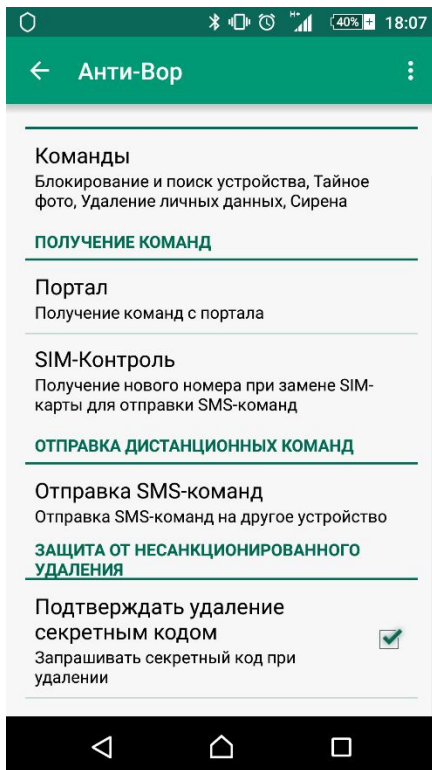 40% 18:07
Анти-Вор
Команды
Блокирование и поиск устройства, Тайное
фото, Удаление личных данных, Сирена
ПОЛУЧЕНИЕ КОМАНД
Портал
Получение команд с портала
SIM-Контроль
Получение нового номера при замене SIM-
карты для отправки SMS-команд
ОТПРАВКА ДИСТАНЦИОННЫХ КОМАНД
Отправка SMS-команд
Отправка SMS-команд на другое устройство
ЗАЩИТА ОТ НЕСАНКЦИОНИРОВАННОГО
УДАЛЕНИЯ
Подтверждать удаление
секретным кодом
Запрашивать секретный код при
удалении